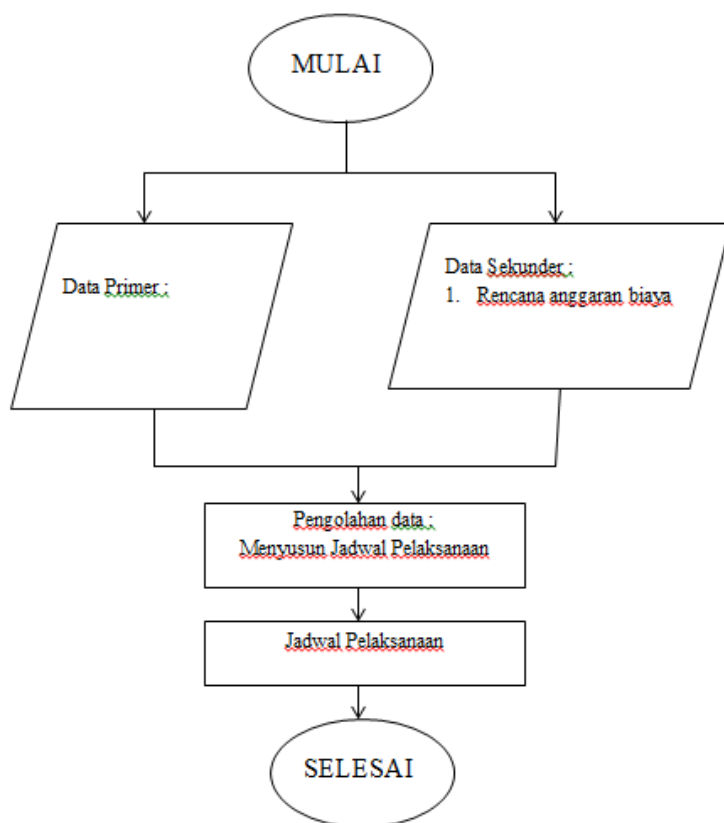 MULAI
Data Primer :
Data Sekunder :
1. Rencana anggaran biaya
Pengolahan data :
Menyusun Jadwal Pelaksanaan
Jadwal Pelaksanaan
SELESAI